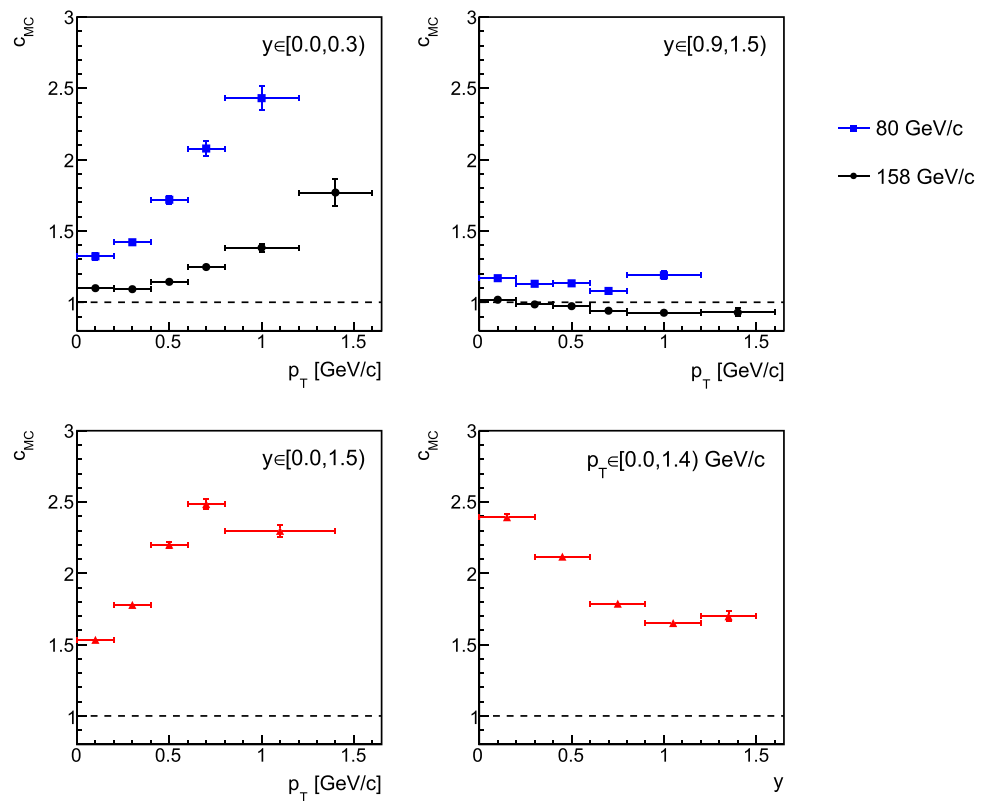 c_MC
3
2.5
2
1.5
1
y∈[0.0,0.3)
0 0.5 1 1.5
p_T [GeV/c]
c_MC
3
2.5
2
1.5
1
y∈[0.9,1.5)
0 0.5 1 1.5
p_T [GeV/c]
80 GeV/c
158 GeV/c
c_MC
3
2.5
2
1.5
1
y∈[0.0,1.5)
0 0.5 1 1.5
p_T [GeV/c]
c_MC
3
2.5
2
1.5
1
p_T∈[0.0,1.4) GeV/c
0 0.5 1 1.5
y